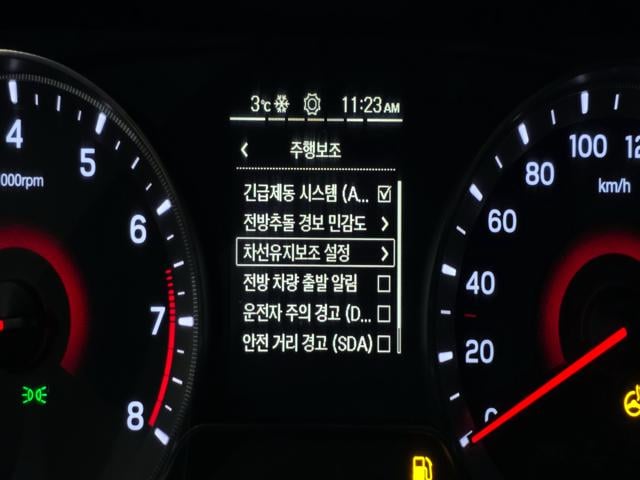 3℃ 11:23AM
주행보조
긴급제동 시스템 (A...
전방추돌 경보 민감도
차선유지보조 설정
전방 차량 출발 알림
운전자 주의 경고 (D...
안전 거리 경고 (SDA)
4
5
6
7
8
000rpm
0
20
40
60
80
100
12
km/h